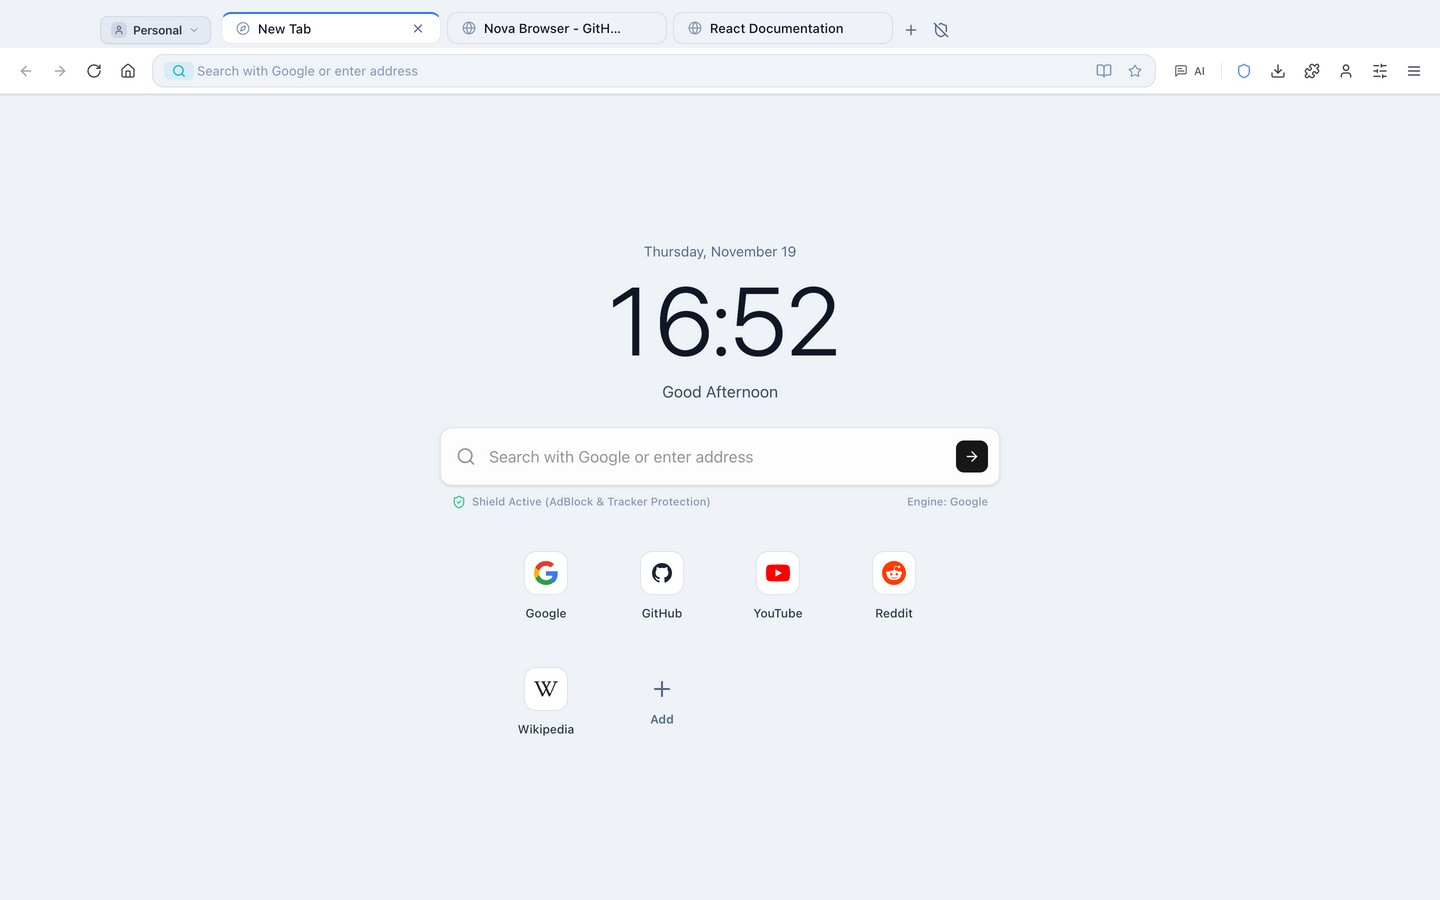 Personal
New Tab
Nova Browser - GitH...
React Documentation
Search with Google or enter address
AI
Thursday, November 19
16:52
Good Afternoon
Search with Google or enter address
Shield Active (AdBlock & Tracker Protection)
Engine: Google
Google
GitHub
YouTube
Reddit
W
Wikipedia
Add